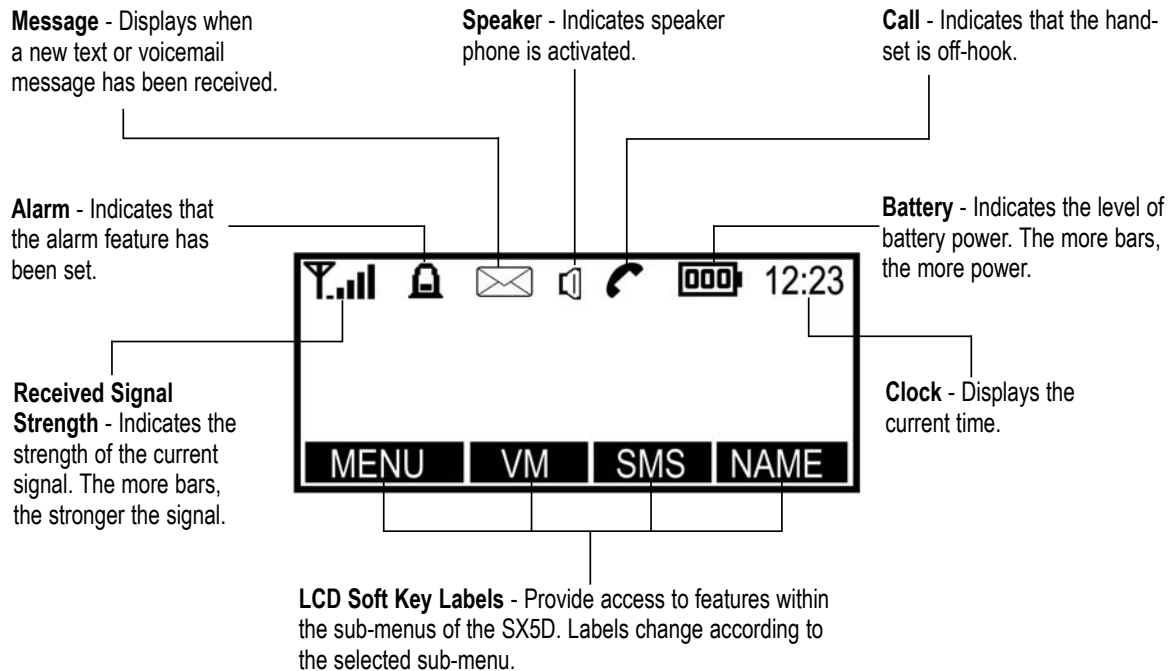 Message - Displays when
a new text or voicemail
message has been received.
Speaker - Indicates speaker
phone is activated.
Call - Indicates that the hand-
set is off-hook.
Alarm - Indicates that
the alarm feature has
been set.
Battery - Indicates the level of
battery power. The more bars,
the more power.
12:23
Received Signal
Strength - Indicates the
strength of the current
signal. The more bars,
the stronger the signal.
Clock - Displays the
current time.
MENU VM SMS NAME
LCD Soft Key Labels - Provide access to features within
the sub-menus of the SX5D. Labels change according to
the selected sub-menu.